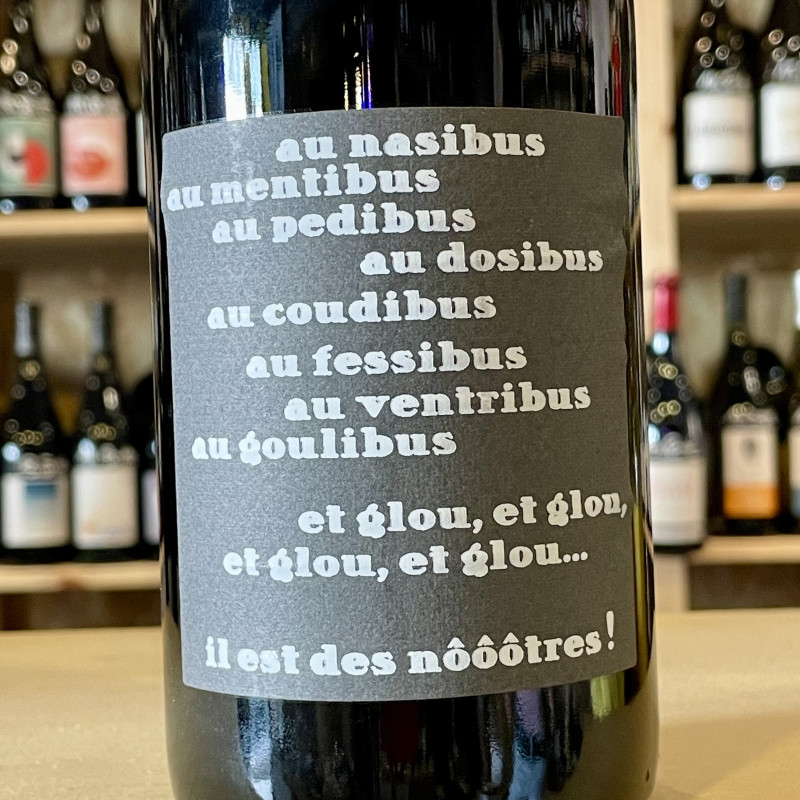 au nasibus
au mentibus
au pedibus
au dosibus
au coudibus
au fessibus
au ventribus
au goulibus
et glou, et glou,
et glou, et glou...
il est des nôôôtres!